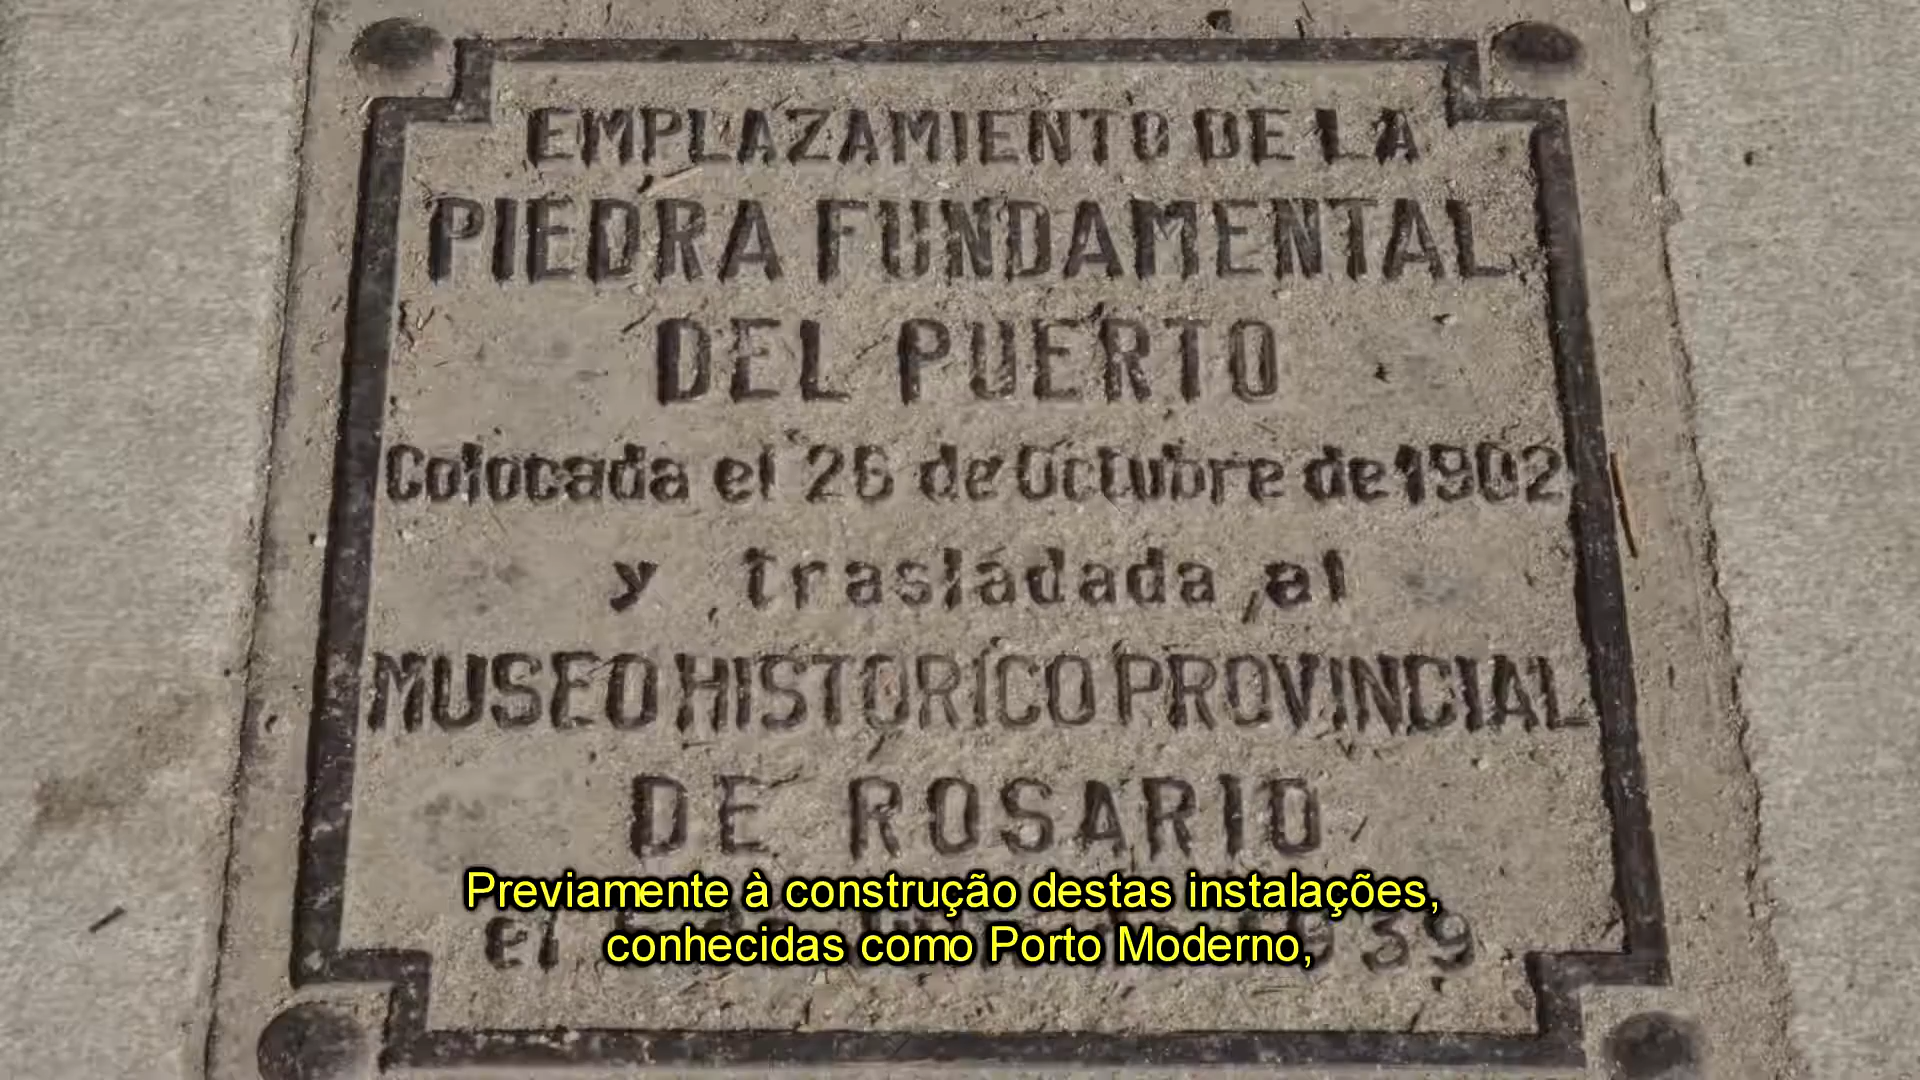 EMPLAZAMIENTO DE LA
PIEDRA FUNDAMENTAL
DEL PUERTO
Colocada el 26 de Octubre de 1902
y trasladada al
MUSEO HISTORICO PROVINCIAL
DE ROSARIO
Previamente à construção destas instalações,
el
conhecidas como Porto Moderno,